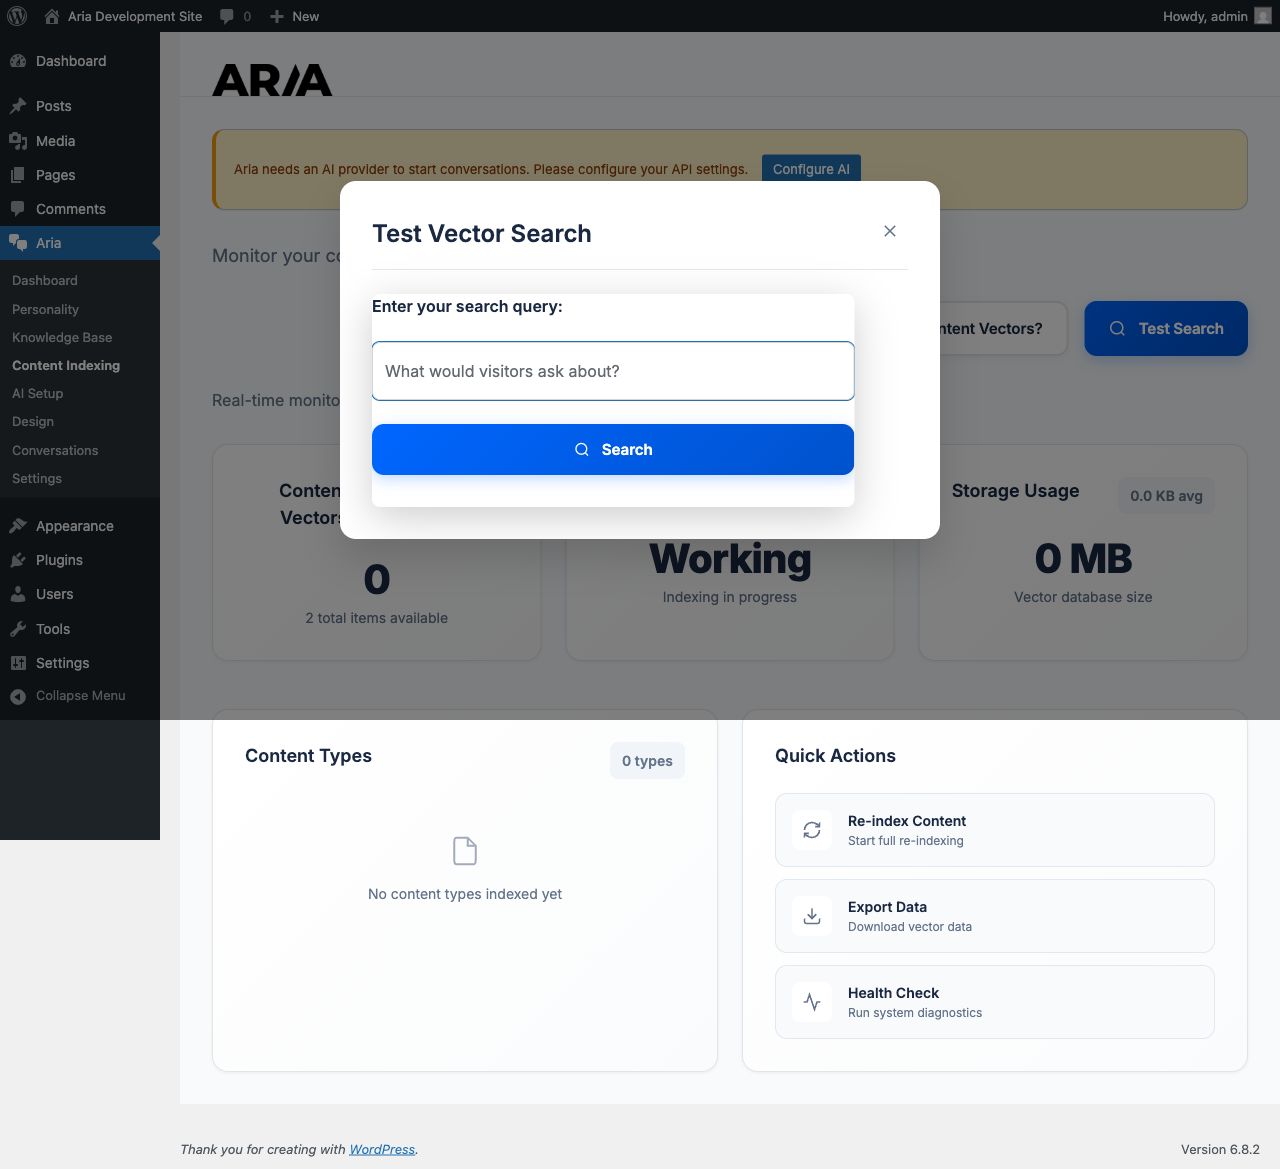 Aria Development Site 0 New Howdy, admin
Dashboard
Posts
Media
Pages
Comments
Aria
Dashboard
Personality
Knowledge Base
Content Indexing
AI Setup
Design
Conversations
Settings
Appearance
Plugins
Users
Tools
Settings
Collapse Menu
ARIA
Aria needs an AI provider to start conversations. Please configure your API settings. Configure AI
Monitor your
ntent Vectors? Test Search
Real-time monito
Test Vector Search
Enter your search query:
What would visitors ask about?
Search
Conten
Vectors
0
2 total items available
Working
Indexing in progress
Storage Usage 0.0 KB avg
0 MB
Vector database size
Content Types 0 types
No content types indexed yet
Quick Actions
Re-index Content
Start full re-indexing
Export Data
Download vector data
Health Check
Run system diagnostics
Thank you for creating with WordPress. Version 6.8.2